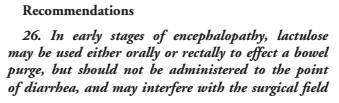 Recommendations
26. In early stages of encephalopathy, lactulose
may be used either orally or rectally to effect a bowel
purge, but should not be administered to the point
of diarrhea, and may interfere with the surgical field